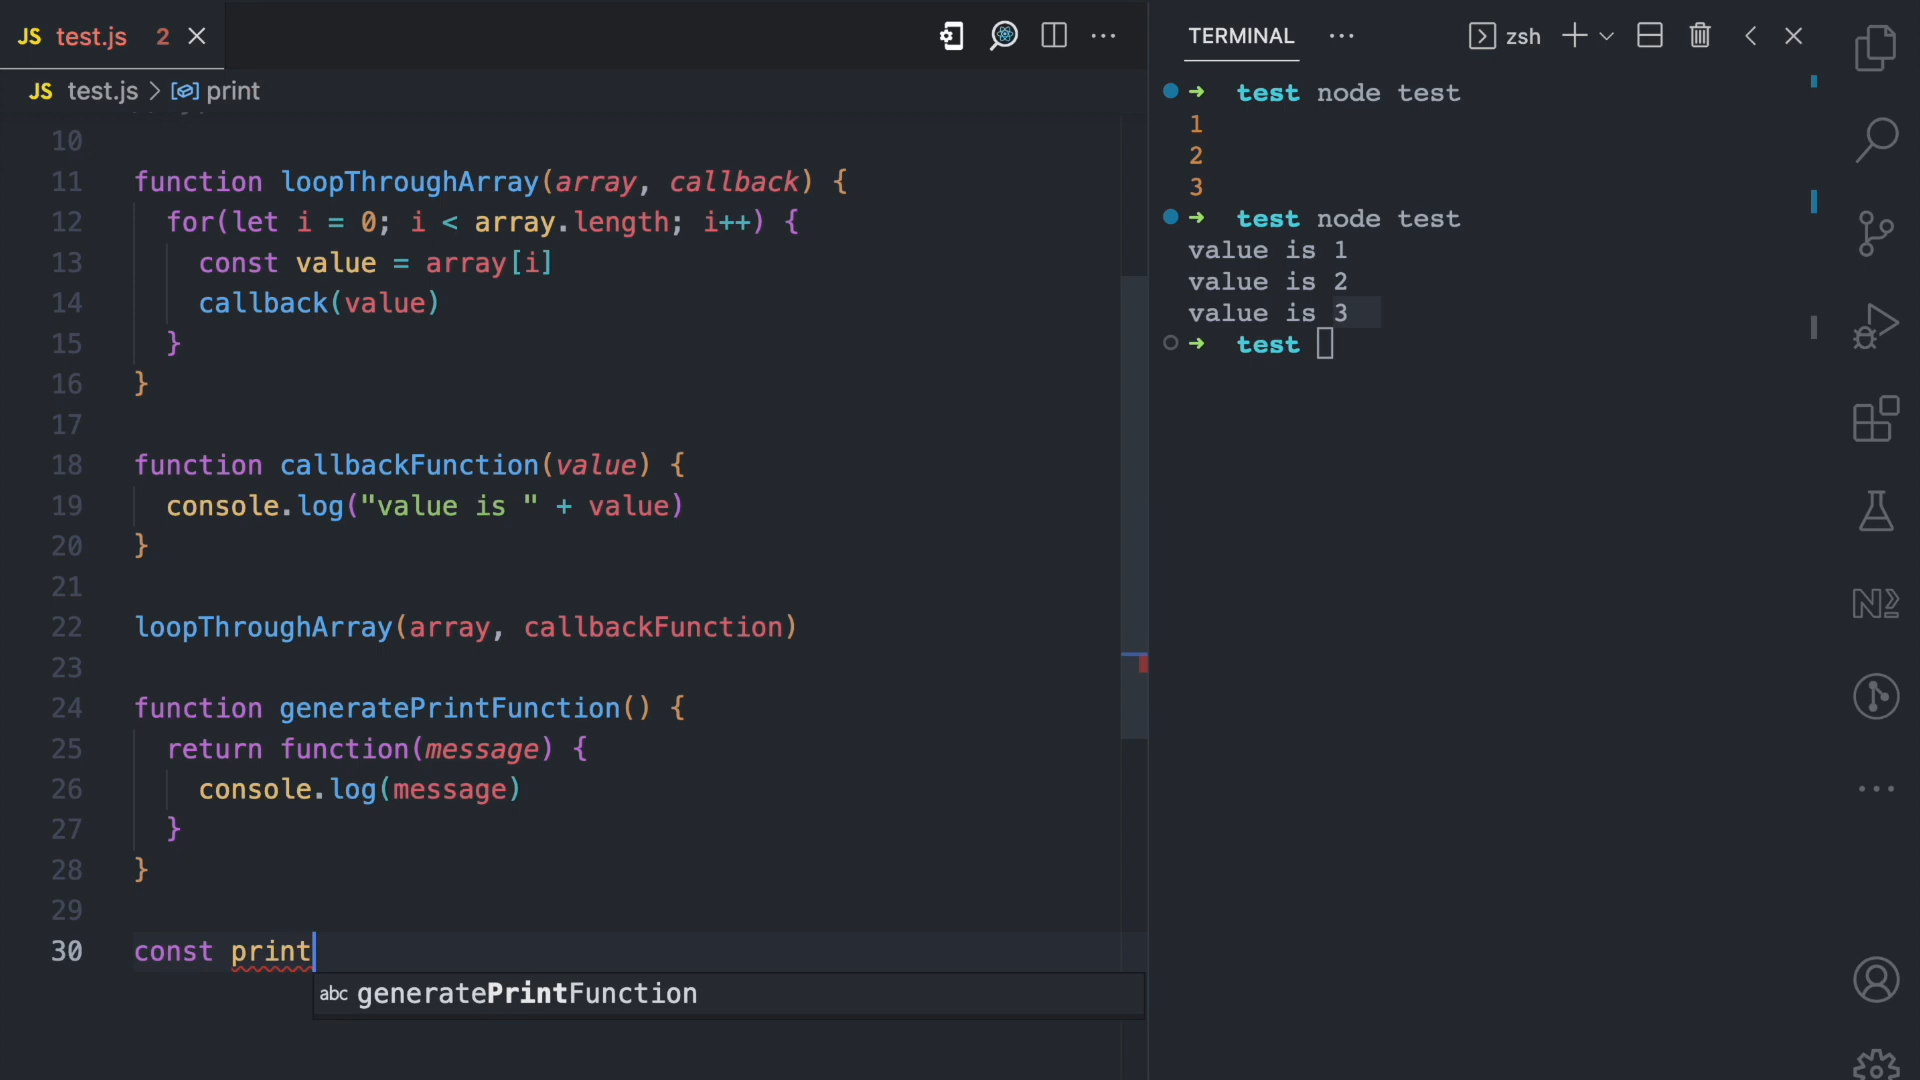 JS test.js 2
JS test.js > print
10
11 function loopThroughArray(array, callback) {
12 for(let i = 0; i < array.length; i++) {
13 const value = array[i]
14 callback(value)
15 }
16 }
17
18 function callbackFunction(value) {
19 console.log("value is " + value)
20 }
21
22 loopThroughArray(array, callbackFunction)
23
24 function generatePrintFunction() {
25 return function(message) {
26 console.log(message)
27 }
28 }
29
30 const print
abc generatePrintFunction
TERMINAL
zsh
➜ test node test
1
2
3
➜ test node test
value is 1
value is 2
value is 3
➜ test